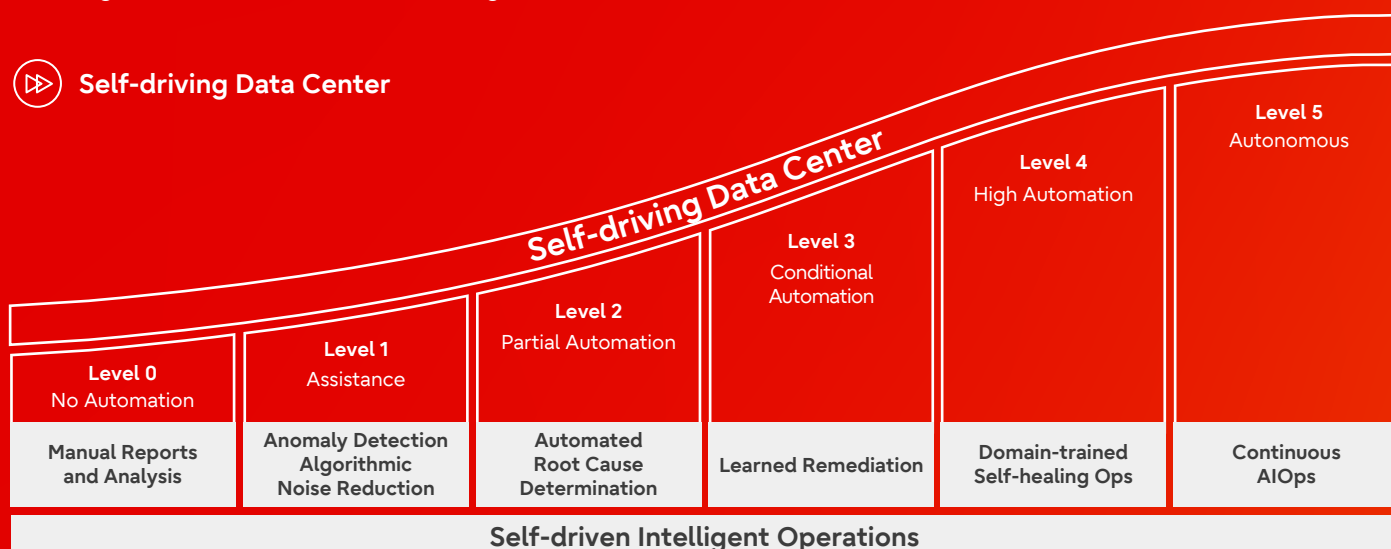 Self-driving Data Center
Self-driving Data Center
Level 0
No Automation
Level 1
Assistance
Level 2
Partial Automation
Level 3
Conditional
Automation
Level 4
High Automation
Level 5
Autonomous
Manual Reports
and Analysis
Anomaly Detection
Algorithmic
Noise Reduction
Automated
Root Cause
Determination
Learned Remediation
Domain-trained
Self-healing Ops
Continuous
AIOps
Self-driven Intelligent Operations